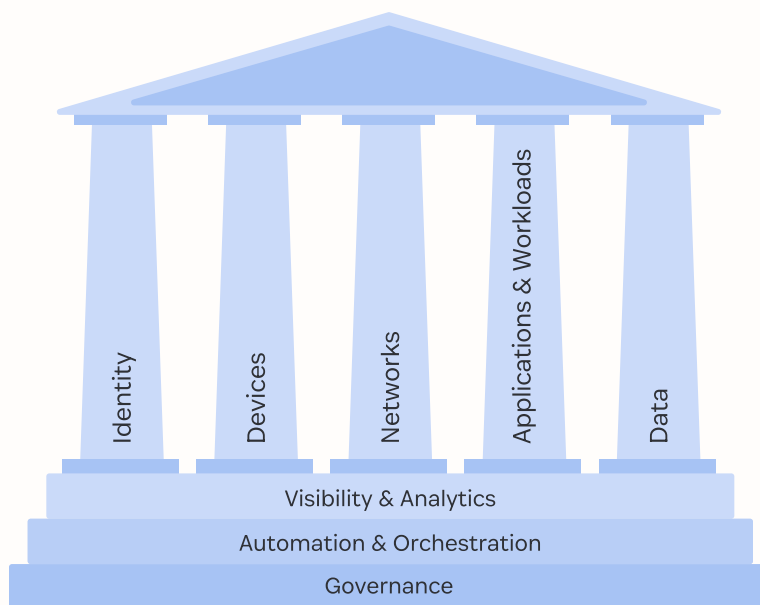 Identity
Devices
Networks
Applications & Workloads
Data
Visibility & Analytics
Automation & Orchestration
Governance